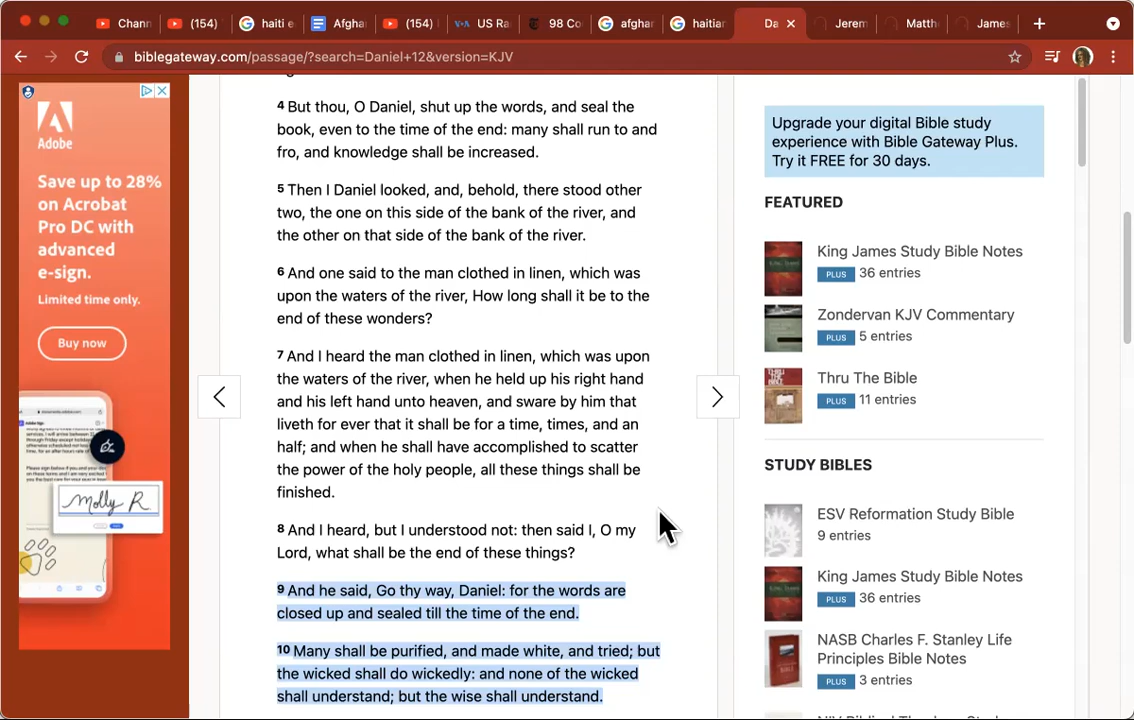 Chann
(154)
haiti e
Afghar
(154)
US Ra
98 Co
afghar
haitiar
Da
Jerem
Matth
James
biblegateway.com/passage/?search=Daniel+12&version=KJV
Adobe
Save up to 28%
on Acrobat
Pro DC with
advanced
e-sign.
Limited time only.
Buy now
Molly R.
4 But thou, O Daniel, shut up the words, and seal the
book, even to the time of the end: many shall run to and
fro, and knowledge shall be increased.
5 Then I Daniel looked, and, behold, there stood other
two, the one on this side of the bank of the river, and
the other on that side of the bank of the river.
6 And one said to the man clothed in linen, which was
upon the waters of the river, How long shall it be to the
end of these wonders?
7 And I heard the man clothed in linen, which was upon
the waters of the river, when he held up his right hand
and his left hand unto heaven, and sware by him that
liveth for ever that it shall be for a time, times, and an
half; and when he shall have accomplished to scatter
the power of the holy people, all these things shall be
finished.
8 And I heard, but I understood not: then said I, O my
Lord, what shall be the end of these things?
9 And he said, Go thy way, Daniel: for the words are
closed up and sealed till the time of the end.
10 Many shall be purified, and made white, and tried; but
the wicked shall do wickedly: and none of the wicked
shall understand; but the wise shall understand.
Upgrade your digital Bible study
experience with Bible Gateway Plus.
Try it FREE for 30 days.
FEATURED
King James Study Bible Notes
PLUS 36 entries
Zondervan KJV Commentary
PLUS 5 entries
Thru The Bible
PLUS 11 entries
STUDY BIBLES
ESV Reformation Study Bible
9 entries
King James Study Bible Notes
PLUS 36 entries
NASB Charles F. Stanley Life
Principles Bible Notes
PLUS 3 entries